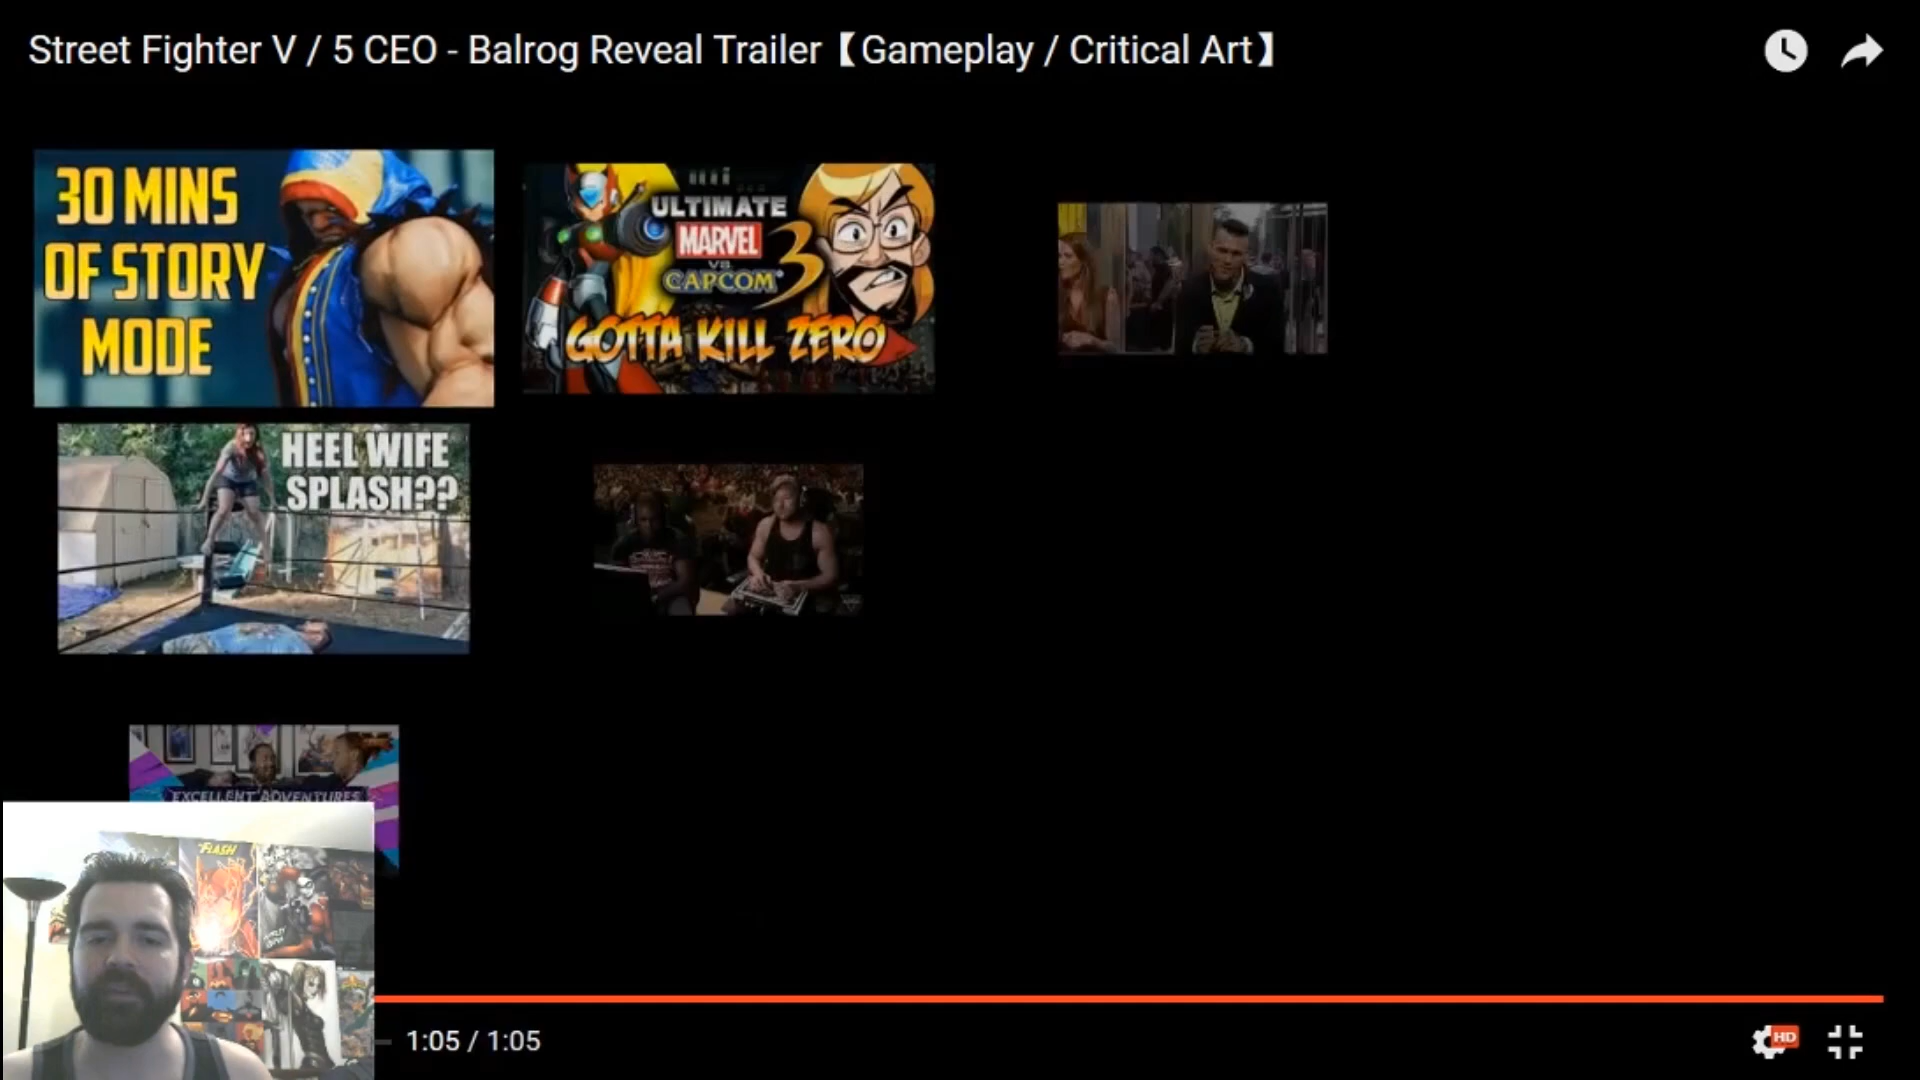 Street Fighter V / 5 CEO - Balrog Reveal Trailer【Gameplay / Critical Art】
30 MINS
OF STORY
MODE
ULTIMATE
MARVEL
VS
CAPCOM 3
GOTTA KILL ZERO
HEEL WIFE
SPLASH??
EXCELLENT ADVENTURES
FLASH
1:05 / 1:05
HD